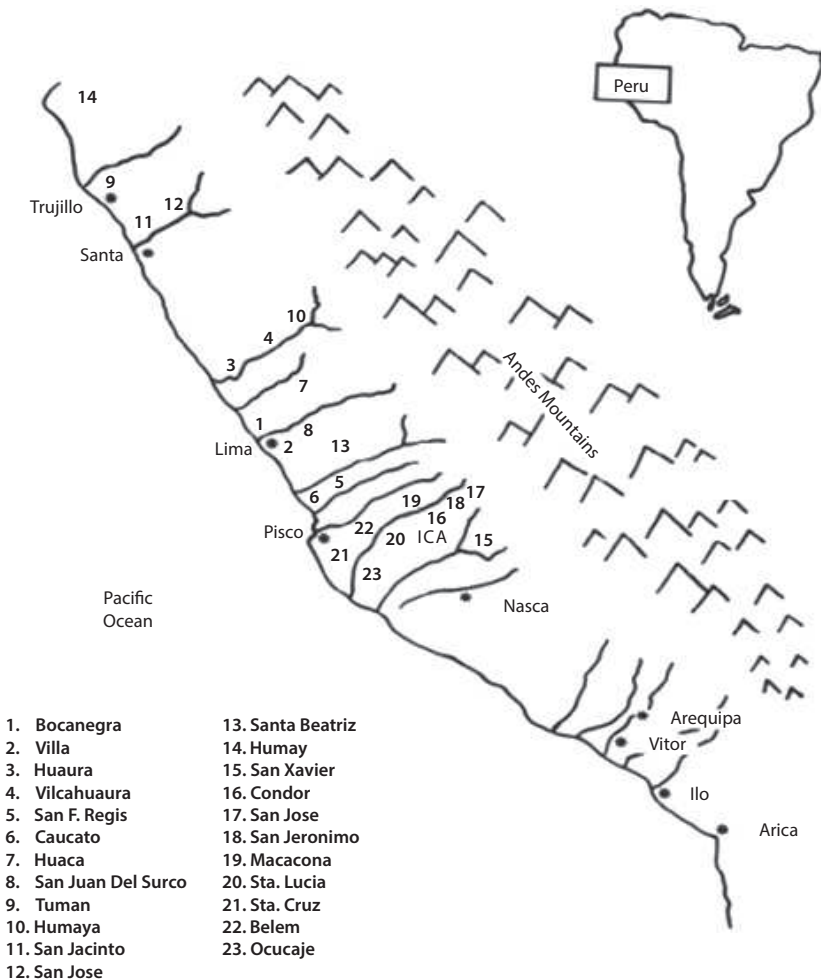 Peru
14
9
Trujillo
12
11
Santa
10
4
3
7
Andes Mountains
1
8
Lima
2
13
5
6
17
19
18
16
Pisco
22
ICA
20
15
21
23
Pacific
Ocean
Nasca
Arequipa
Vitor
Ilo
Arica
1. Bocanegra
2. Villa
3. Huaura
4. Vilcahuaura
5. San F. Regis
6. Caucato
7. Huaca
8. San Juan Del Surco
9. Tuman
10. Humaya
11. San Jacinto
12. San Jose
13. Santa Beatriz
14. Humay
15. San Xavier
16. Condor
17. San Jose
18. San Jeronimo
19. Macacona
20. Sta. Lucia
21. Sta. Cruz
22. Belem
23. Ocucaje